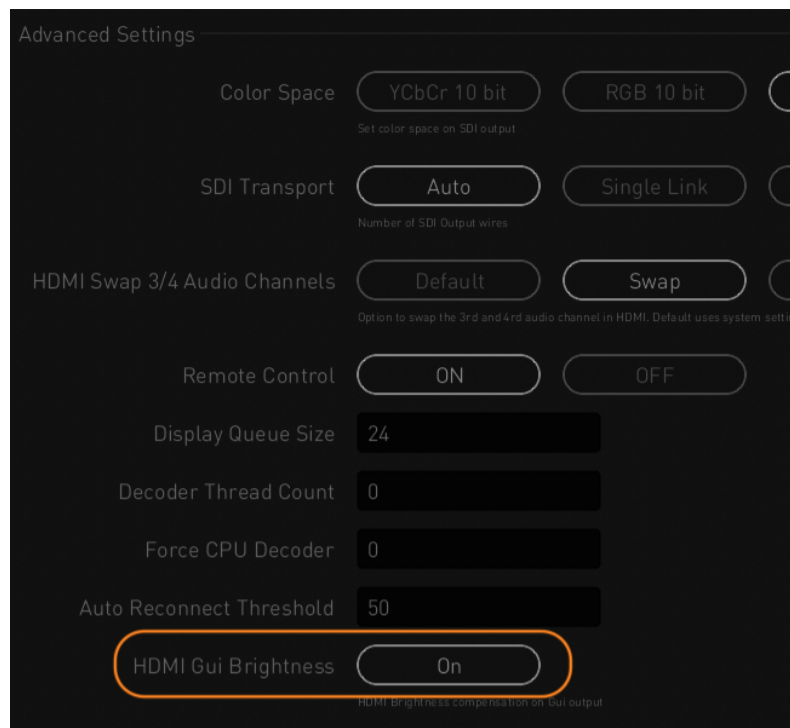 Advanced Settings
Color Space YCbCr 10 bit RGB 10 bit
Set color space on SDI output
SDI Transport Auto Single Link
Number of SDI Output wires
HDMI Swap 3/4 Audio Channels Default Swap
Option to swap the 3rd and 4rd audio channel in HDMI. Default uses system
Remote Control ON OFF
Display Queue Size 24
Decoder Thread Count 0
Force CPU Decoder 0
Auto Reconnect Threshold 50
HDMI Gui Brightness On
HDMI Brightness compensation on Gui output